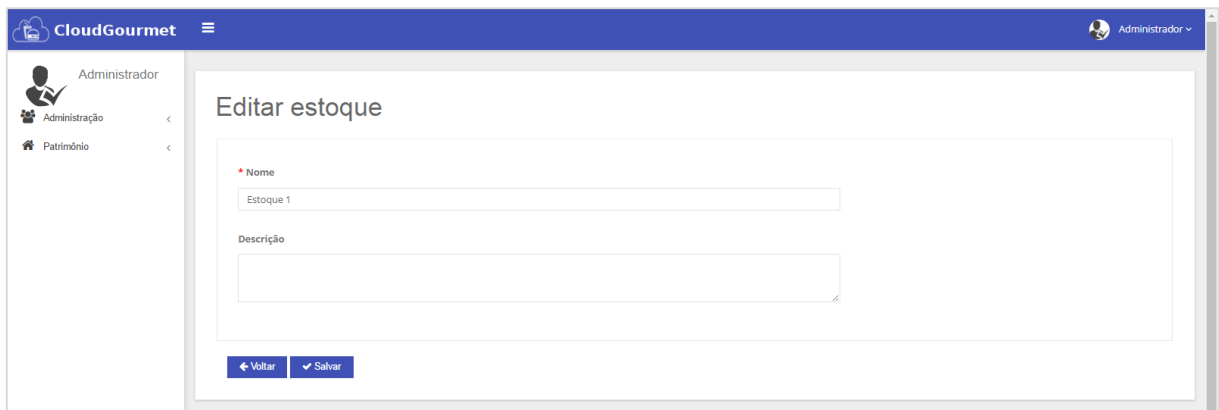 CloudGourmet
Administrador
Administrador
Administração
Patrimônio
Editar estoque
* Nome
Estoque 1
Descrição
Voltar
Salvar